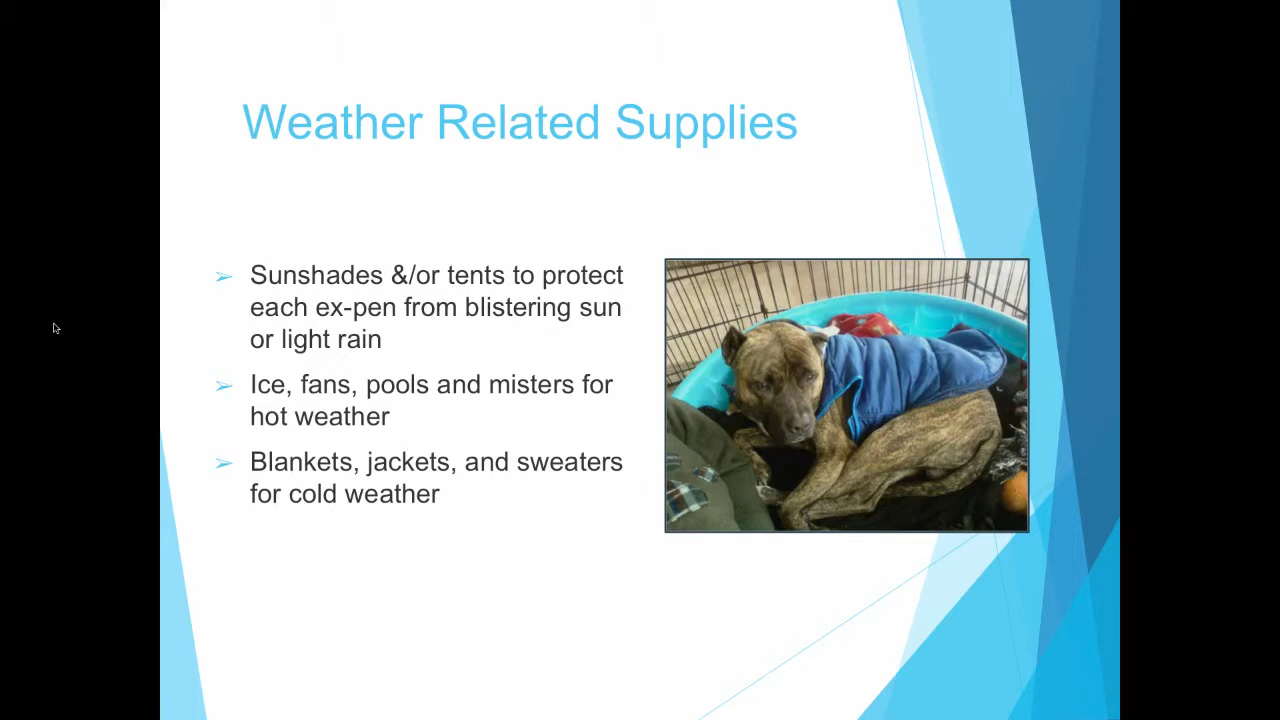 Weather Related Supplies
➢ Sunshades &/or tents to protect
each ex-pen from blistering sun
or light rain
➢ Ice, fans, pools and misters for
hot weather
➢ Blankets, jackets, and sweaters
for cold weather